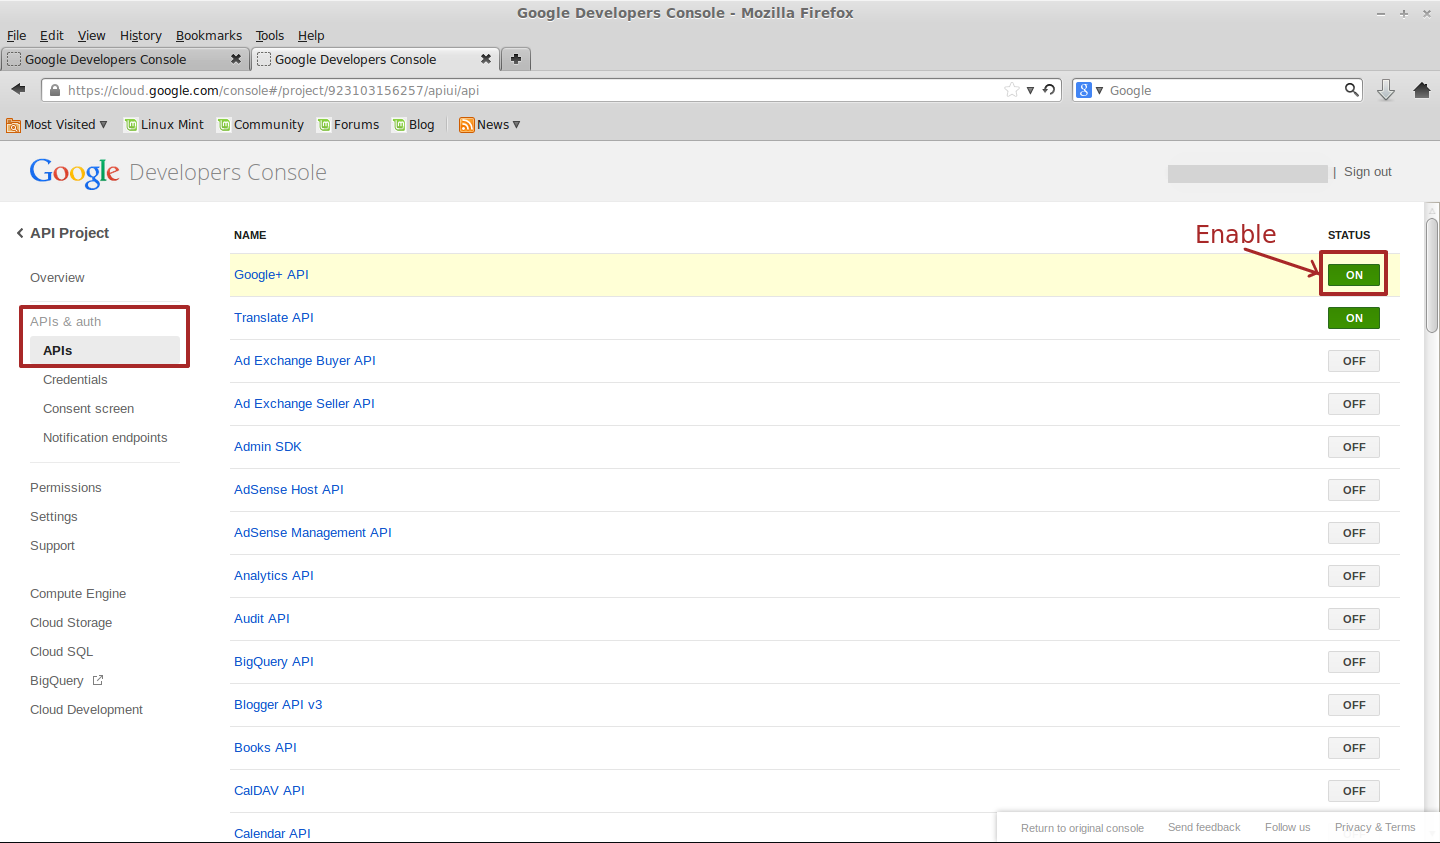 Google Developers Console - Mozilla Firefox
File Edit View History Bookmarks Tools Help
Google Developers Console Google Developers Console
https://cloud.google.com/console#/project/923103156257/apiui/api Google
Most Visited Linux Mint Community Forums Blog News
Google Developers Console | Sign out
API Project
Overview
APIs & auth
APIs
Credentials
Consent screen
Notification endpoints
Permissions
Settings
Support
Compute Engine
Cloud Storage
Cloud SQL
BigQuery
Cloud Development
NAME Enable STATUS
Google+ API ON
Translate API ON
Ad Exchange Buyer API OFF
Ad Exchange Seller API OFF
Admin SDK OFF
AdSense Host API OFF
AdSense Management API OFF
Analytics API OFF
Audit API OFF
BigQuery API OFF
Blogger API v3 OFF
Books API OFF
CalDAV API OFF
Calendar API
Return to original console Send feedback Follow us Privacy & Terms